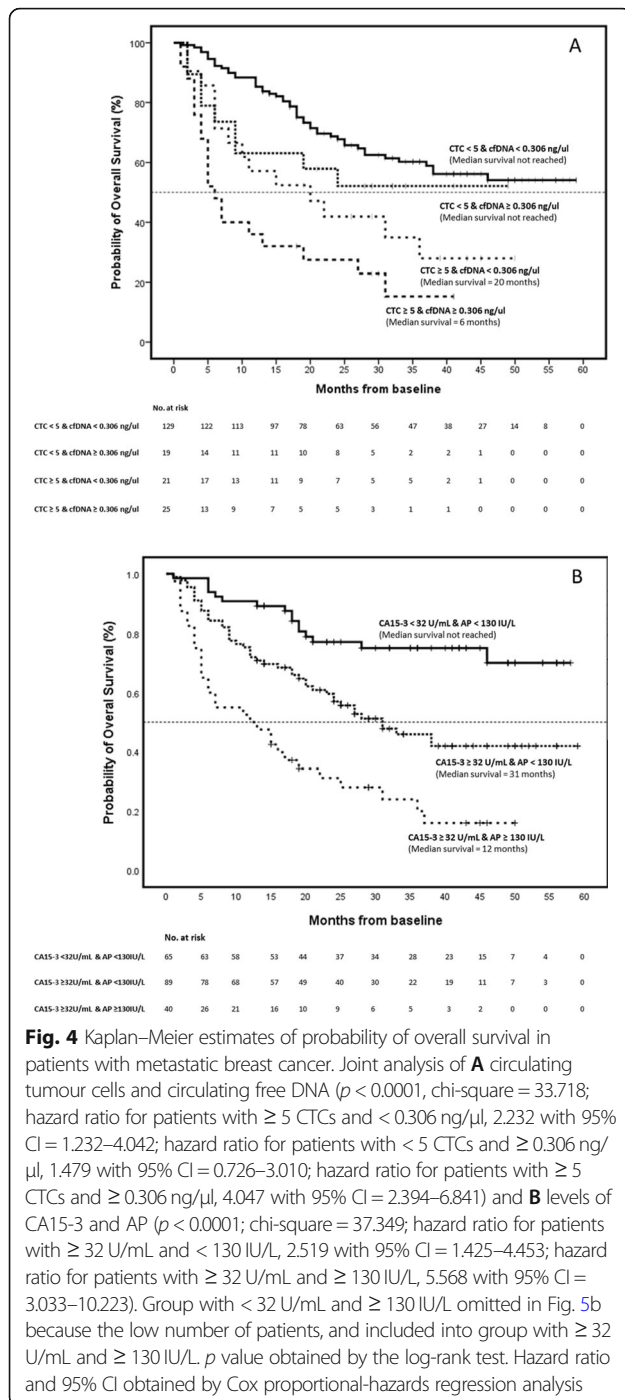 A
Probability of Overall Survival (%)
100
80
60
40
20
0
CTC < 5 & cfDNA < 0.306 ng/ul
(Median survival not reached)
CTC < 5 & cfDNA ≥ 0.306 ng/ul
(Median survival not reached)
CTC ≥ 5 & cfDNA < 0.306 ng/ul
(Median survival = 20 months)
CTC ≥ 5 & cfDNA ≥ 0.306 ng/ul
(Median survival = 6 months)
0 5 10 15 20 25 30 35 40 45 50 55 60
Months from baseline
No. at risk
CTC < 5 & cfDNA < 0.306 ng/ul 129 122 113 97 78 63 56 47 38 27 14 8 0
CTC < 5 & cfDNA ≥ 0.306 ng/ul 19 14 11 11 10 8 5 2 2 1 0 0 0
CTC ≥ 5 & cfDNA < 0.306 ng/ul 21 17 13 11 9 7 5 5 2 1 0 0 0
CTC ≥ 5 & cfDNA ≥ 0.306 ng/ul 25 13 9 7 5 5 3 1 1 0 0 0 0
B
Probability of Overall Survival (%)
1.0
0.8
0.6
0.4
0.2
0.0
CA15-3 < 32 U/mL & AP < 130 IU/L
(Median survival not reached)
CA15-3 ≥ 32 U/mL & AP < 130 IU/L
(Median survival = 31 months)
CA15-3 ≥ 32 U/mL & AP ≥ 130 IU/L
(Median survival = 12 months)
0 5 10 15 20 25 30 35 40 45 50 55 60
Months from baseline
No. at risk
CA15-3 <32U/mL & AP <130IU/L 65 63 58 53 44 37 34 28 23 15 7 4 0
CA15-3 ≥32U/mL & AP <130IU/L 89 78 68 57 49 40 30 22 19 11 7 3 0
CA15-3 ≥32U/mL & AP ≥130IU/L 40 26 21 16 10 9 6 5 3 2 0 0 0
Fig. 4 Kaplan–Meier estimates of probability of overall survival in
patients with metastatic breast cancer. Joint analysis of A circulating
tumour cells and circulating free DNA (p < 0.0001, chi-square = 33.718;
hazard ratio for patients with ≥ 5 CTCs and < 0.306 ng/μl, 2.232 with 95%
CI = 1.232–4.042; hazard ratio for patients with < 5 CTCs and ≥ 0.306 ng/
μl, 1.479 with 95% CI = 0.726–3.010; hazard ratio for patients with ≥ 5
CTCs and ≥ 0.306 ng/μl, 4.047 with 95% CI = 2.394–6.841) and B levels of
CA15-3 and AP (p < 0.0001; chi-square = 37.349; hazard ratio for patients
with ≥ 32 U/mL and < 130 IU/L, 2.519 with 95% CI = 1.425–4.453; hazard
ratio for patients with ≥ 32 U/mL and ≥ 130 IU/L, 5.568 with 95% CI =
3.033–10.223). Group with < 32 U/mL and ≥ 130 IU/L omitted in Fig. 5b
because the low number of patients, and included into group with ≥ 32
U/mL and ≥ 130 IU/L. p value obtained by the log-rank test. Hazard ratio
and 95% CI obtained by Cox proportional-hazards regression analysis